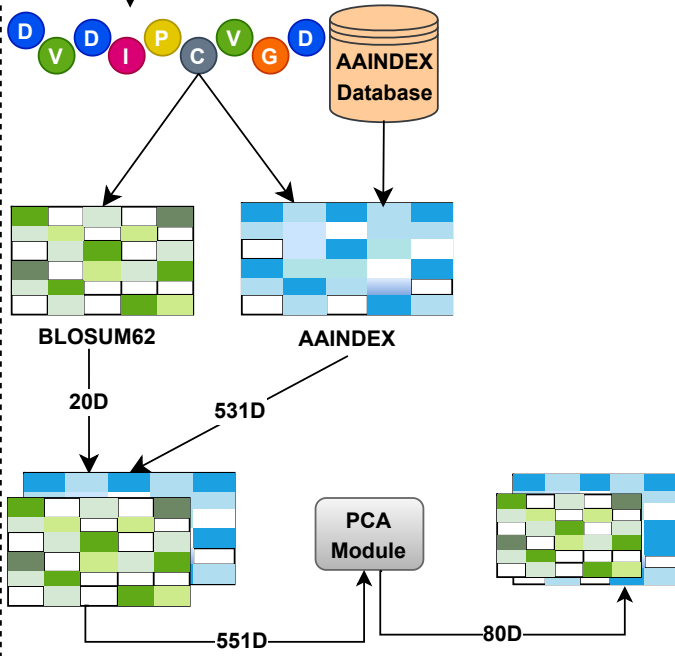 D V D I P C V G D
AAINDEX
Database
BLOSUM62
AAINDEX
20D
531D
PCA
Module
551D
80D